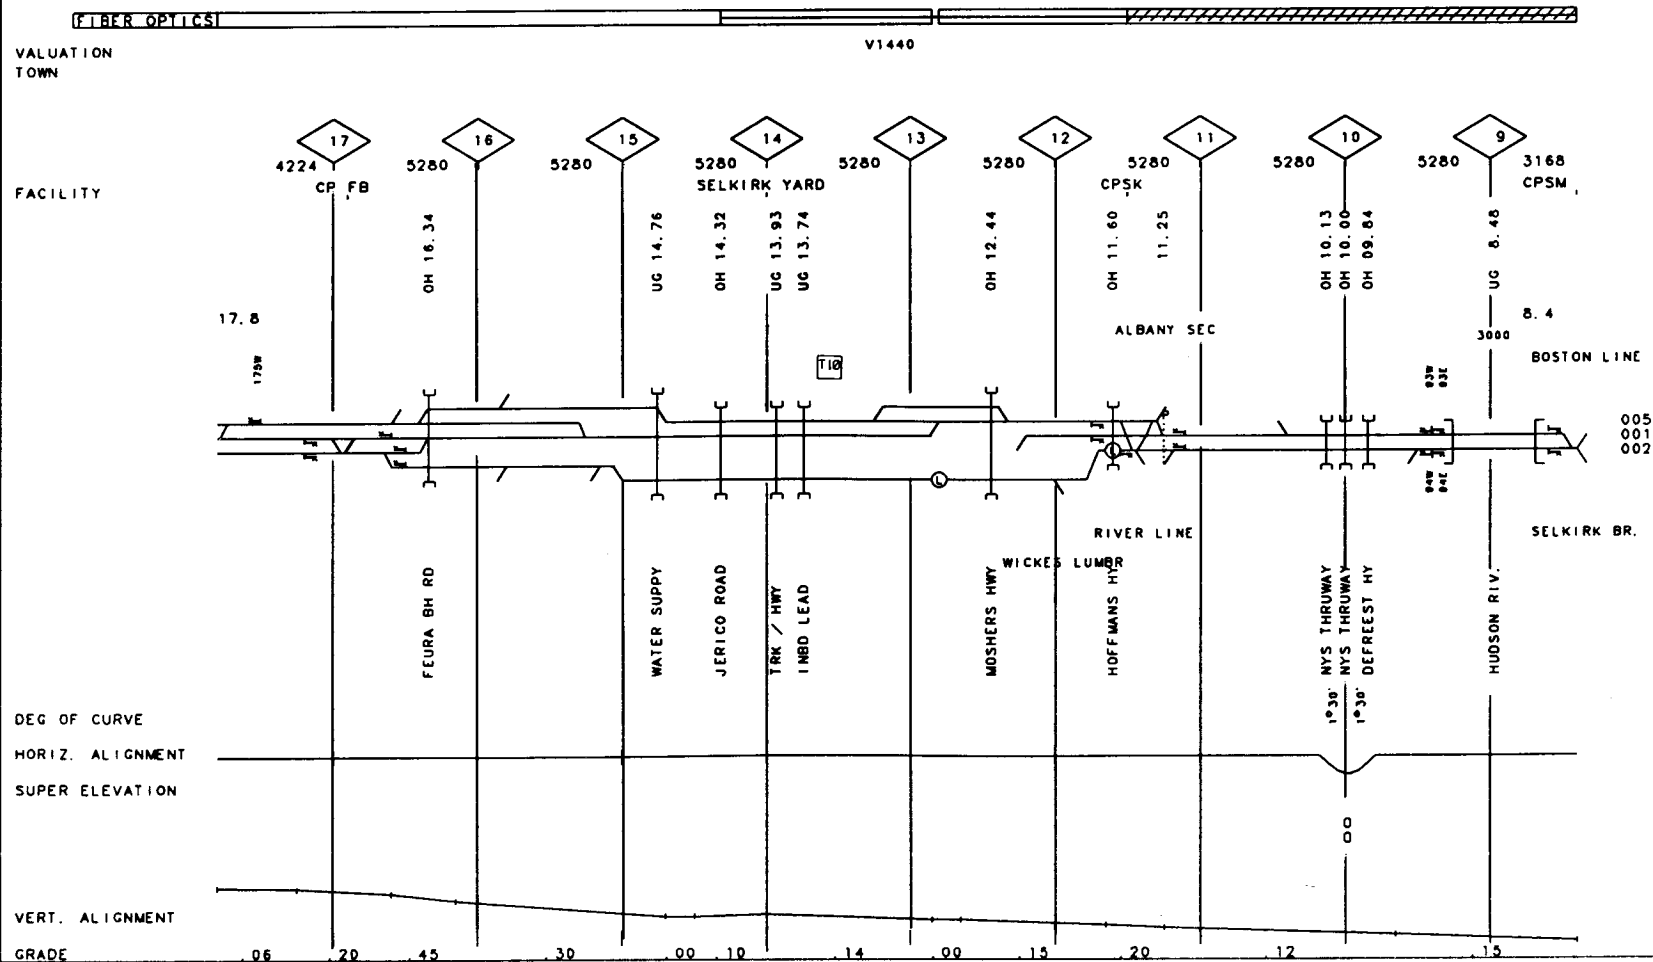 FIBER OPTICS
VALUATION
V1440
TOWN
17 16 15 14 13 12 11 10 9
4224 5280 5280 5280 5280 5280 5280 5280 5280 3168
FACILITY
CP FB
SELKIRK YARD
CPSK
CPSM
OH 16.34
UG 14.76
OH 14.32
UG 13.93
UG 13.74
OH 12.44
OH 11.60
11.25
OH 10.13
OH 10.00
OH 09.84
UG 8.48
17.8
8.4
ALBANY SEC
3000
BOSTON LINE
175W
T10
93W
93E
005
001
002
L
L
P
94W
94E
RIVER LINE
SELKIRK BR.
WICKES LUMBR
FEURA BH RD
WATER SUPPY
JERICO ROAD
TRK / HWY
INBD LEAD
MOSHERS HWY
HOFFMANS HY
NYS THRUWAY
NYS THRUWAY
DEFREEST HY
HUDSON RIV.
DEG OF CURVE
1°30'
1°30'
HORIZ. ALIGNMENT
SUPER ELEVATION
0
0
VERT. ALIGNMENT
GRADE .06 .20 .45 .30 .00 .10 .14 .00 .15 .20 .12 .15